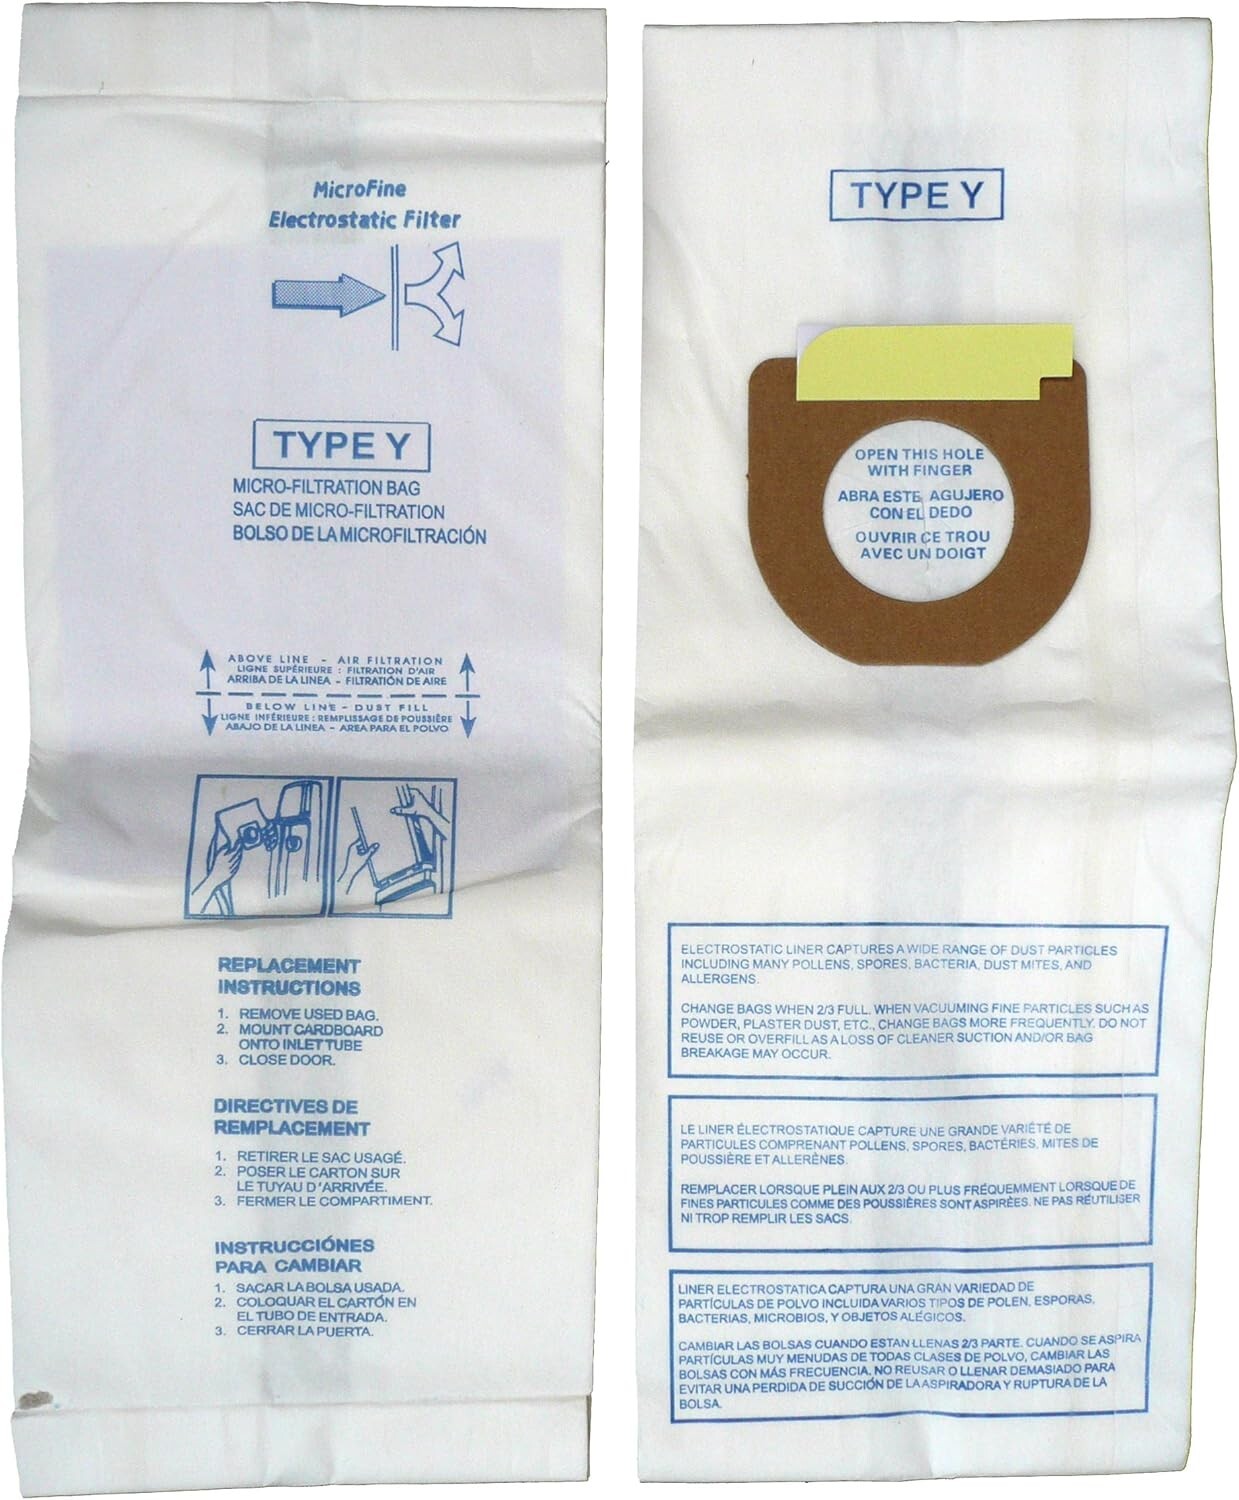 MicroFine
Electrostatic Filter
TYPE Y
MICRO-FILTRATION BAG
SAC DE MICRO-FILTRATION
BOLSO DE LA MICROFILTRACIÓN
ABOVE LINE - AIR FILTRATION
LIGNE SUPÉRIEURE : FILTRATION D'AIR
ARRIBA DE LA LINEA - FILTRACIÓN DE AIRE
BELOW LINE - DUST FILL
LIGNE INFÉRIEURE : REMPLISSAGE DE POUSSIÈRE
ABAJO DE LA LINEA - AREA PARA EL POLVO
REPLACEMENT
INSTRUCTIONS
1. REMOVE USED BAG.
2. MOUNT CARDBOARD
ONTO INLET TUBE
3. CLOSE DOOR.
DIRECTIVES DE
REMPLACEMENT
1. RETIRER LE SAC USAGÉ.
2. POSER LE CARTON SUR
LE TUYAU D'ARRIVÉE.
3. FERMER LE COMPARTIMENT.
INSTRUCCIÓNES
PARA CAMBIAR
1. SACAR LA BOLSA USADA.
2. COLOQUAR EL CARTÓN EN
EL TUBO DE ENTRADA.
3. CERRAR LA PUERTA.
TYPE Y
OPEN THIS HOLE
WITH FINGER
ABRA ESTE AGUJERO
CON EL DEDO
OUVRIR CE TROU
AVEC UN DOIGT
ELECTROSTATIC LINER CAPTURES A WIDE RANGE OF DUST PARTICLES
INCLUDING MANY POLLENS, SPORES, BACTERIA, DUST MITES, AND
ALLERGENS.
CHANGE BAGS WHEN 2/3 FULL. WHEN VACUUMING FINE PARTICLES SUCH AS
POWDER, PLASTER DUST, ETC., CHANGE BAGS MORE FREQUENTLY. DO NOT
REUSE OR OVERFILL AS A LOSS OF CLEANER SUCTION AND/OR BAG
BREAKAGE MAY OCCUR.
LE LINER ÉLECTROSTATIQUE CAPTURE UNE GRANDE VARIÉTÉ DE
PARTICULES COMPRENANT POLLENS, SPORES, BACTÉRIES, MITES DE
POUSSIÈRE ET ALLERÈNES.
REMPLACER LORSQUE PLEIN AUX 2/3 OU PLUS FRÉQUEMMENT LORSQUE DE
FINES PARTICULES COMME DES POUSSIÈRES SONT ASPIRÉES. NE PAS RÉUTILISER
NI TROP REMPLIR LES SACS.
LINER ELECTROSTATICA CAPTURA UNA GRAN VARIEDAD DE
PARTÍCULAS DE POLVO INCLUIDA VARIOS TIPOS DE POLEN, ESPORAS,
BACTERIAS, MICROBIOS, Y OBJETOS ALÉGICOS.
CAMBIAR LAS BOLSAS CUANDO ESTAN LLENAS 2/3 PARTE. CUANDO SE ASPIRA
PARTÍCULAS MUY MENUDAS DE TODAS CLASES DE POLVO, CAMBIAR LAS
BOLSAS CON MÁS FRECUENCIA. NO REUSAR O LLENAR DEMASIADO PARA
EVITAR UNA PERDIDA DE SUCCIÓN DE LA ASPIRADORA Y RUPTURA DE LA
BOLSA.